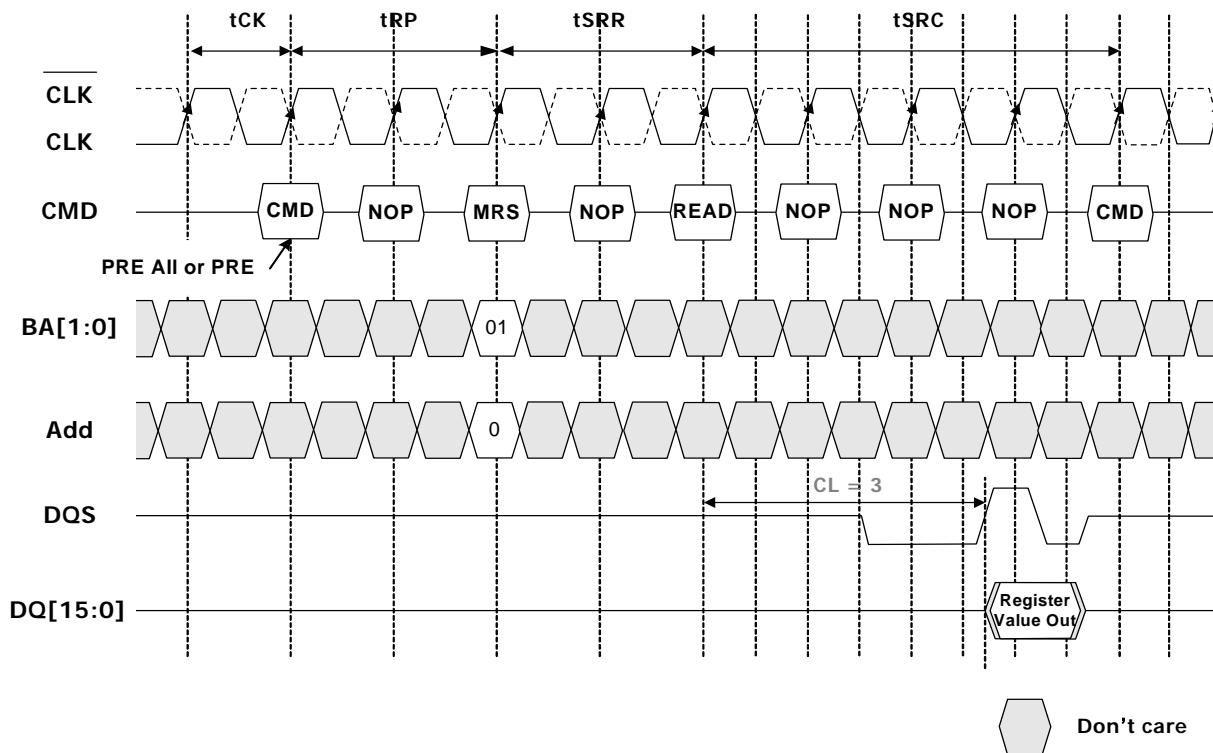 tCK tRP tSRR tSRC
CLK
CLK
CMD CMD NOP MRS NOP READ NOP NOP NOP CMD
PRE All or PRE
BA[1:0] 01
Add 0
CL = 3
DQS
DQ[15:0] Register
Value Out
Don't care